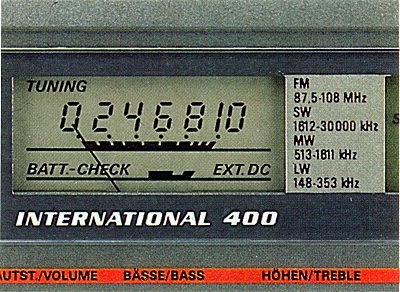 TUNING
0 2 4 6 8 10
BATT.-CHECK EXT. DC
FM
87,5-108 MHz
SW
1612-30000 kHz
MW
513-1611 kHz
LW
148-353 kHz
INTERNATIONAL 400
AUTST./VOLUME BÄSSE/BASS HÖHEN/TREBLE